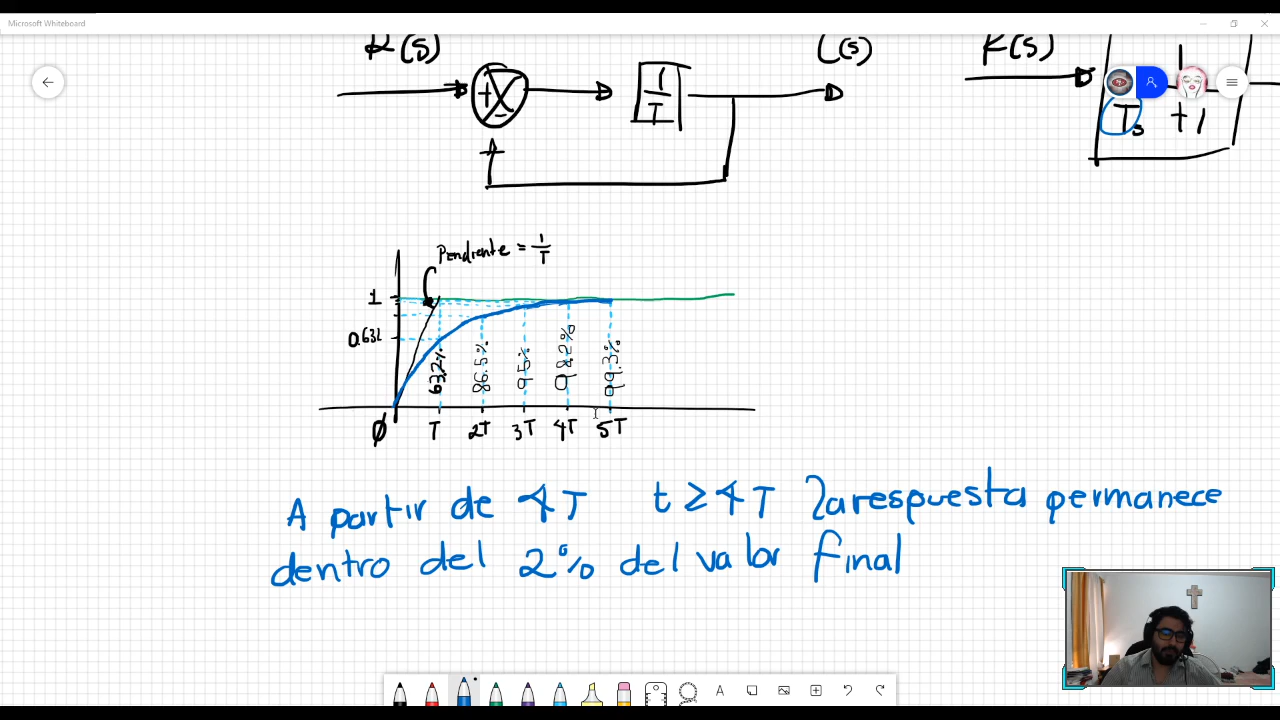 Microsoft Whiteboard
R(s) C(s) R(s)
+ 1/T 1
- Ts + 1
Pendiente = 1/T
1
0.632
63.2% 86.5% 95% 98.2% 99.3%
0 T 2T 3T 4T 5T
A partir de 4T t ≥ 4T la respuesta permanece
dentro del 2% del valor final
A